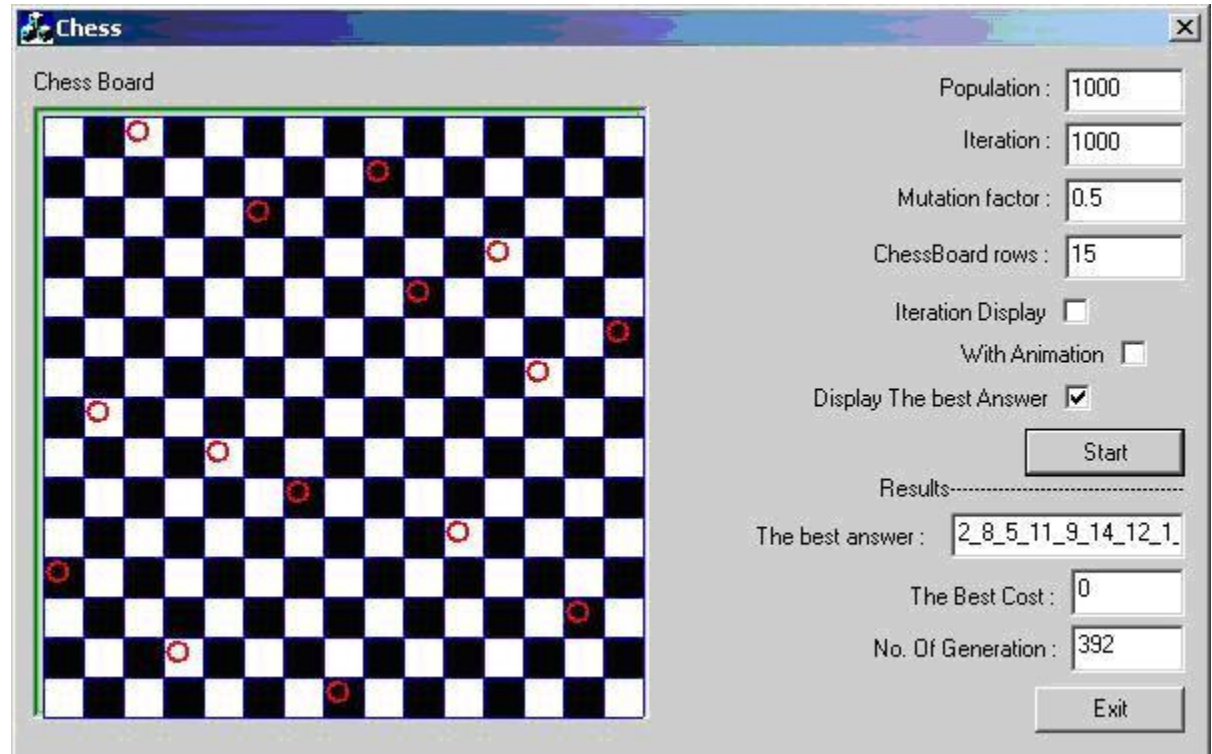 Chess
Chess Board
Population : 1000
Iteration : 1000
Mutation factor : 0.5
ChessBoard rows : 15
Iteration Display
With Animation
Display The best Answer
Start
Results-----------------------------------
The best answer : 2_8_5_11_9_14_12_1_
The Best Cost : 0
No. Of Generation : 392
Exit